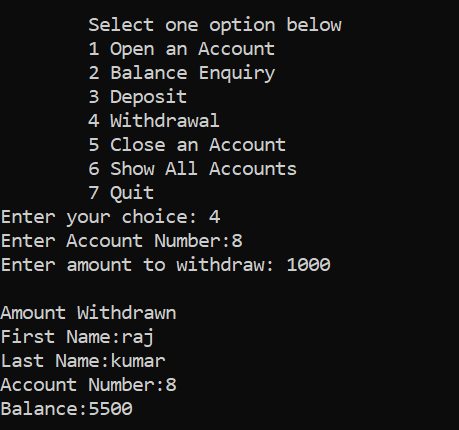 Select one option below
1 Open an Account
2 Balance Enquiry
3 Deposit
4 Withdrawal
5 Close an Account
6 Show All Accounts
7 Quit
Enter your choice: 4
Enter Account Number:8
Enter amount to withdraw: 1000
Amount Withdrawn
First Name:raj
Last Name:kumar
Account Number:8
Balance:5500